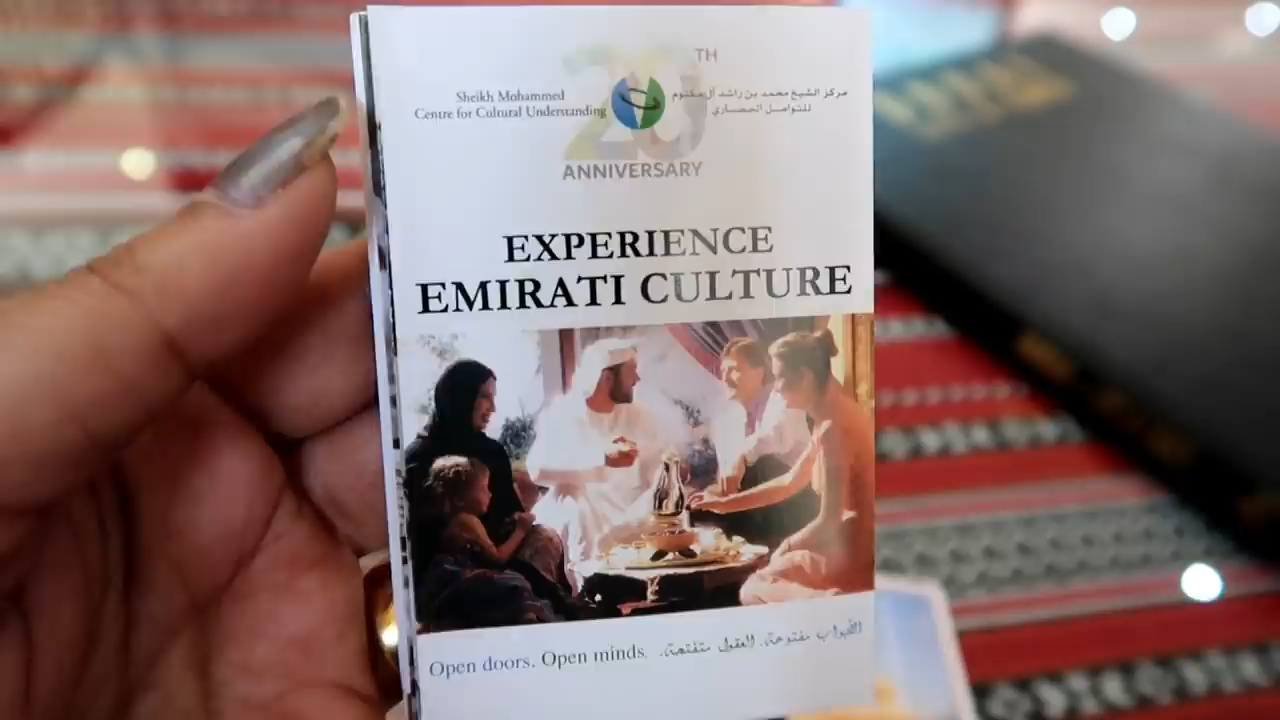 20TH
Sheikh Mohammed
Centre for Cultural Understanding
مركز الشيخ محمد بن راشد آل مكتوم
للتواصل الحضاري
ANNIVERSARY
EXPERIENCE
EMIRATI CULTURE
Open doors. Open minds.
الأبواب مفتوحة. العقول متفتحة.